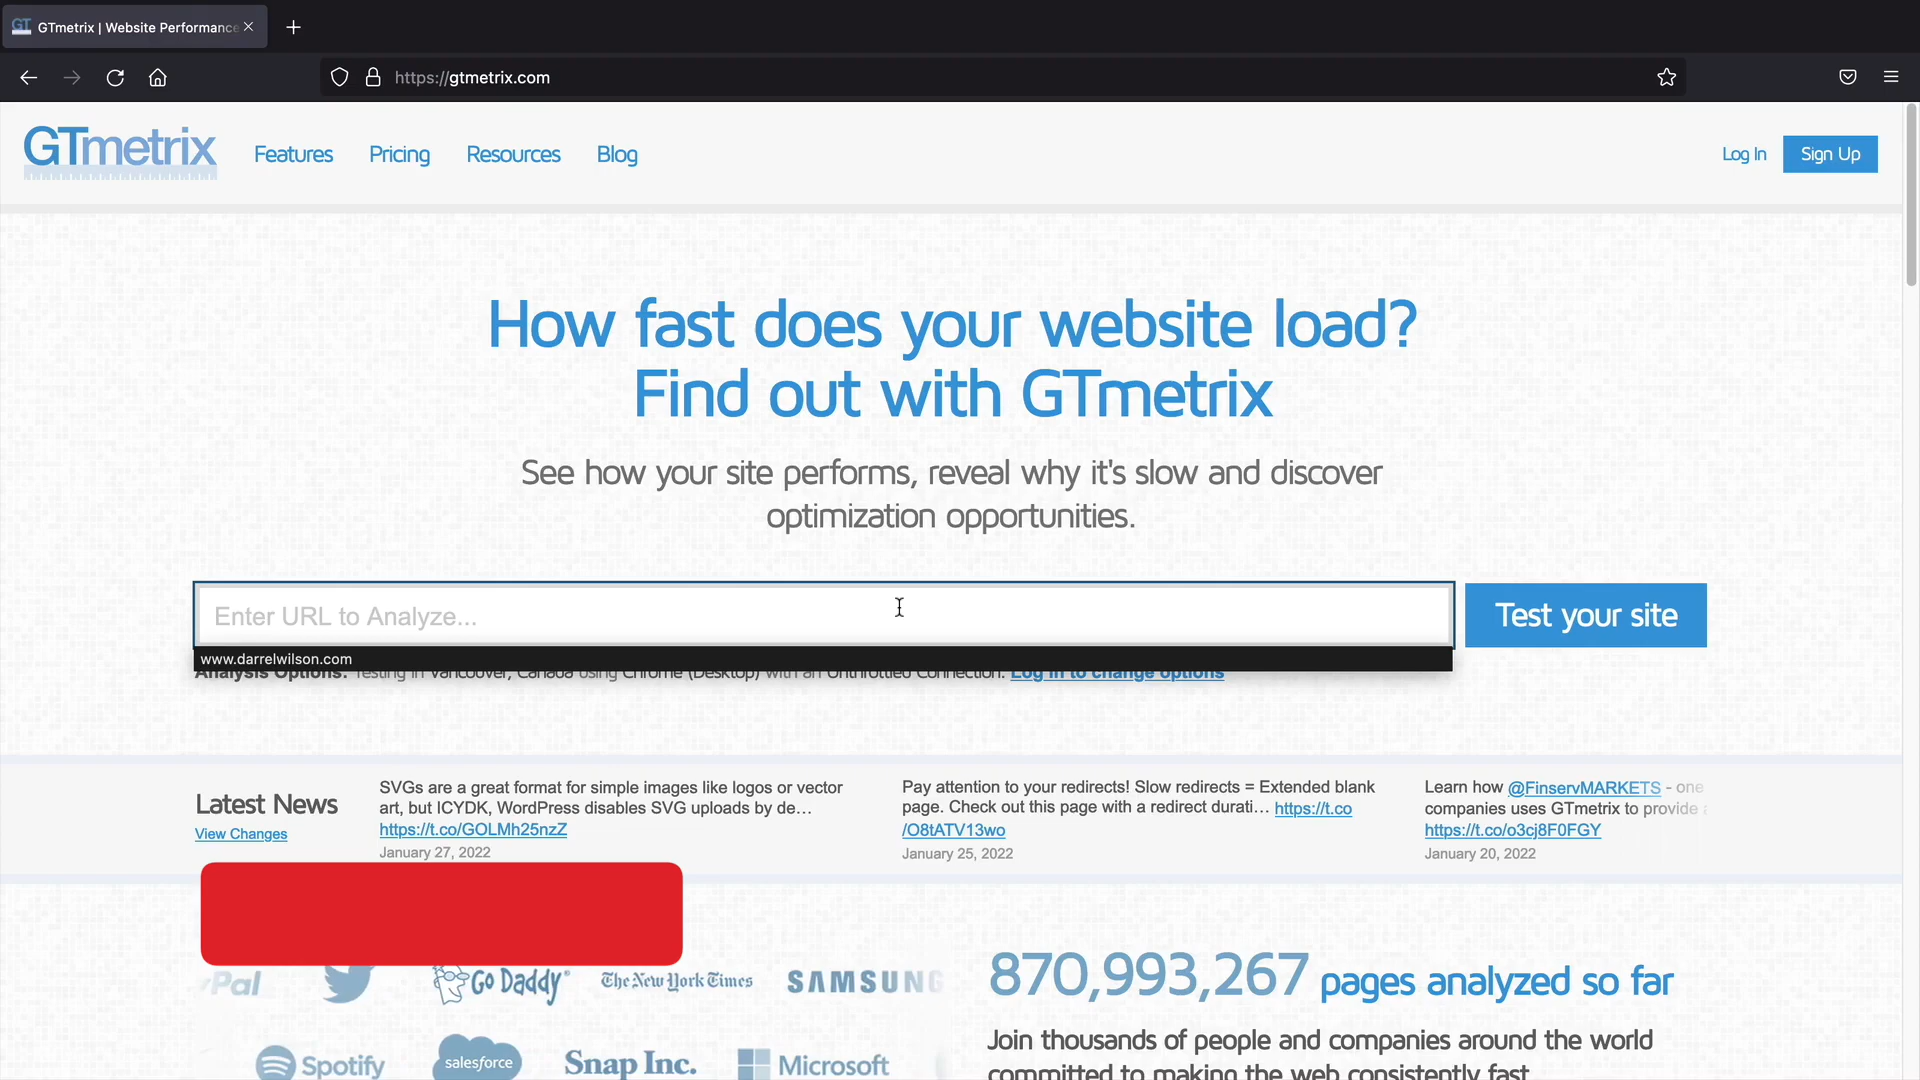 GTmetrix | Website Performance
https://gtmetrix.com
GTmetrix
Features
Pricing
Resources
Blog
Log In
Sign Up
How fast does your website load?
Find out with GTmetrix
See how your site performs, reveal why it's slow and discover
optimization opportunities.
Enter URL to Analyze...
Test your site
www.darrelwilson.com
Analysis Options: Testing in Vancouver, Canada using Chrome (Desktop) with an Unthrottled Connection. Log in to change options
Latest News
View Changes
SVGs are a great format for simple images like logos or vector
art, but ICYDK, WordPress disables SVG uploads by de...
https://t.co/GOLMh25nzZ
January 27, 2022
Pay attention to your redirects! Slow redirects = Extended blank
page. Check out this page with a redirect durati... https://t.co
/O8tATV13wo
January 25, 2022
Learn how @FinservMARKETS - one
companies uses GTmetrix to provide
https://t.co/o3cj8F0FGY
January 20, 2022
Pal
GoDaddy
The New York Times
SAMSUNG
870,993,267 pages analyzed so far
Spotify
salesforce
Snap Inc.
Microsoft
Join thousands of people and companies around the world
committed to making the web consistently fast